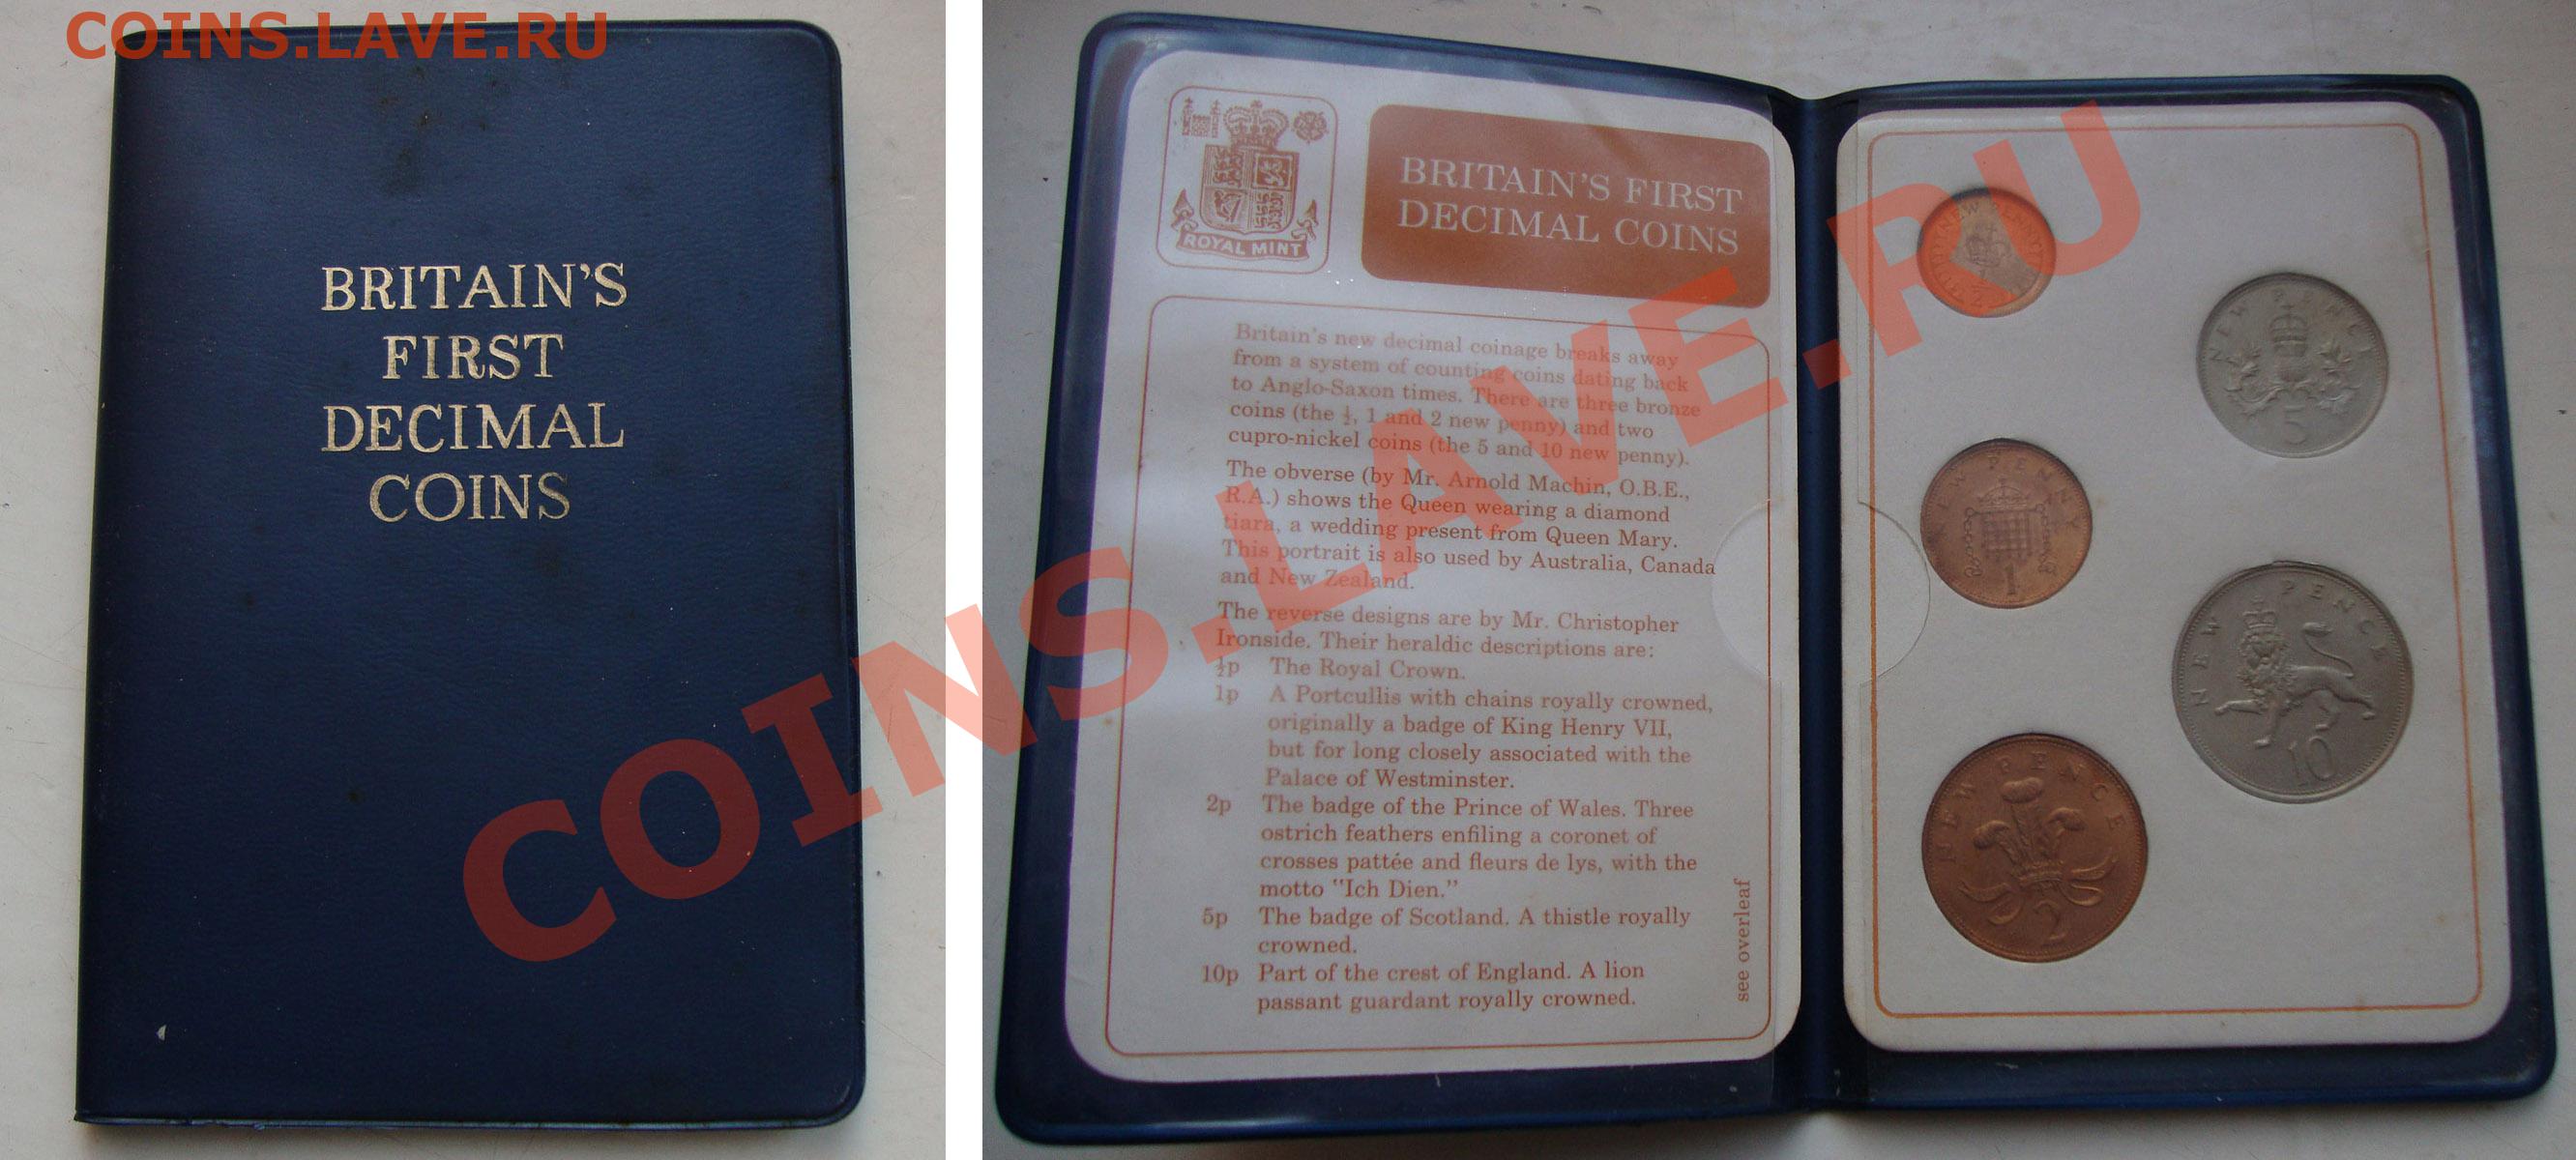 COINS.LAVE.RU
BRITAIN'S
FIRST
DECIMAL
COINS
ROYAL MINT
BRITAIN'S FIRST
DECIMAL COINS
Britain's new decimal coinage breaks away
from a system of counting coins dating back
to Anglo-Saxon times. There are three bronze
coins (the ½, 1 and 2 new penny) and two
cupro-nickel coins (the 5 and 10 new penny).
The obverse (by Mr. Arnold Machin, O.B.E.,
R.A.) shows the Queen wearing a diamond
tiara, a wedding present from Queen Mary.
This portrait is also used by Australia, Canada
and New Zealand.
The reverse designs are by Mr. Christopher
Ironside. Their heraldic descriptions are:
½p The Royal Crown.
1p A Portcullis with chains royally crowned,
originally a badge of King Henry VII,
but for long closely associated with the
Palace of Westminster.
2p The badge of the Prince of Wales. Three
ostrich feathers enfiling a coronet of
crosses pattée and fleurs de lys, with the
motto "Ich Dien."
5p The badge of Scotland. A thistle royally
crowned.
10p Part of the crest of England. A lion
passant guardant royally crowned.
see overleaf
NEW PENNY
½
NEW PENCE
5
NEW PENNY
1
NEW PENCE
10
NEW PENCE
2
COINS.LAVE.RU